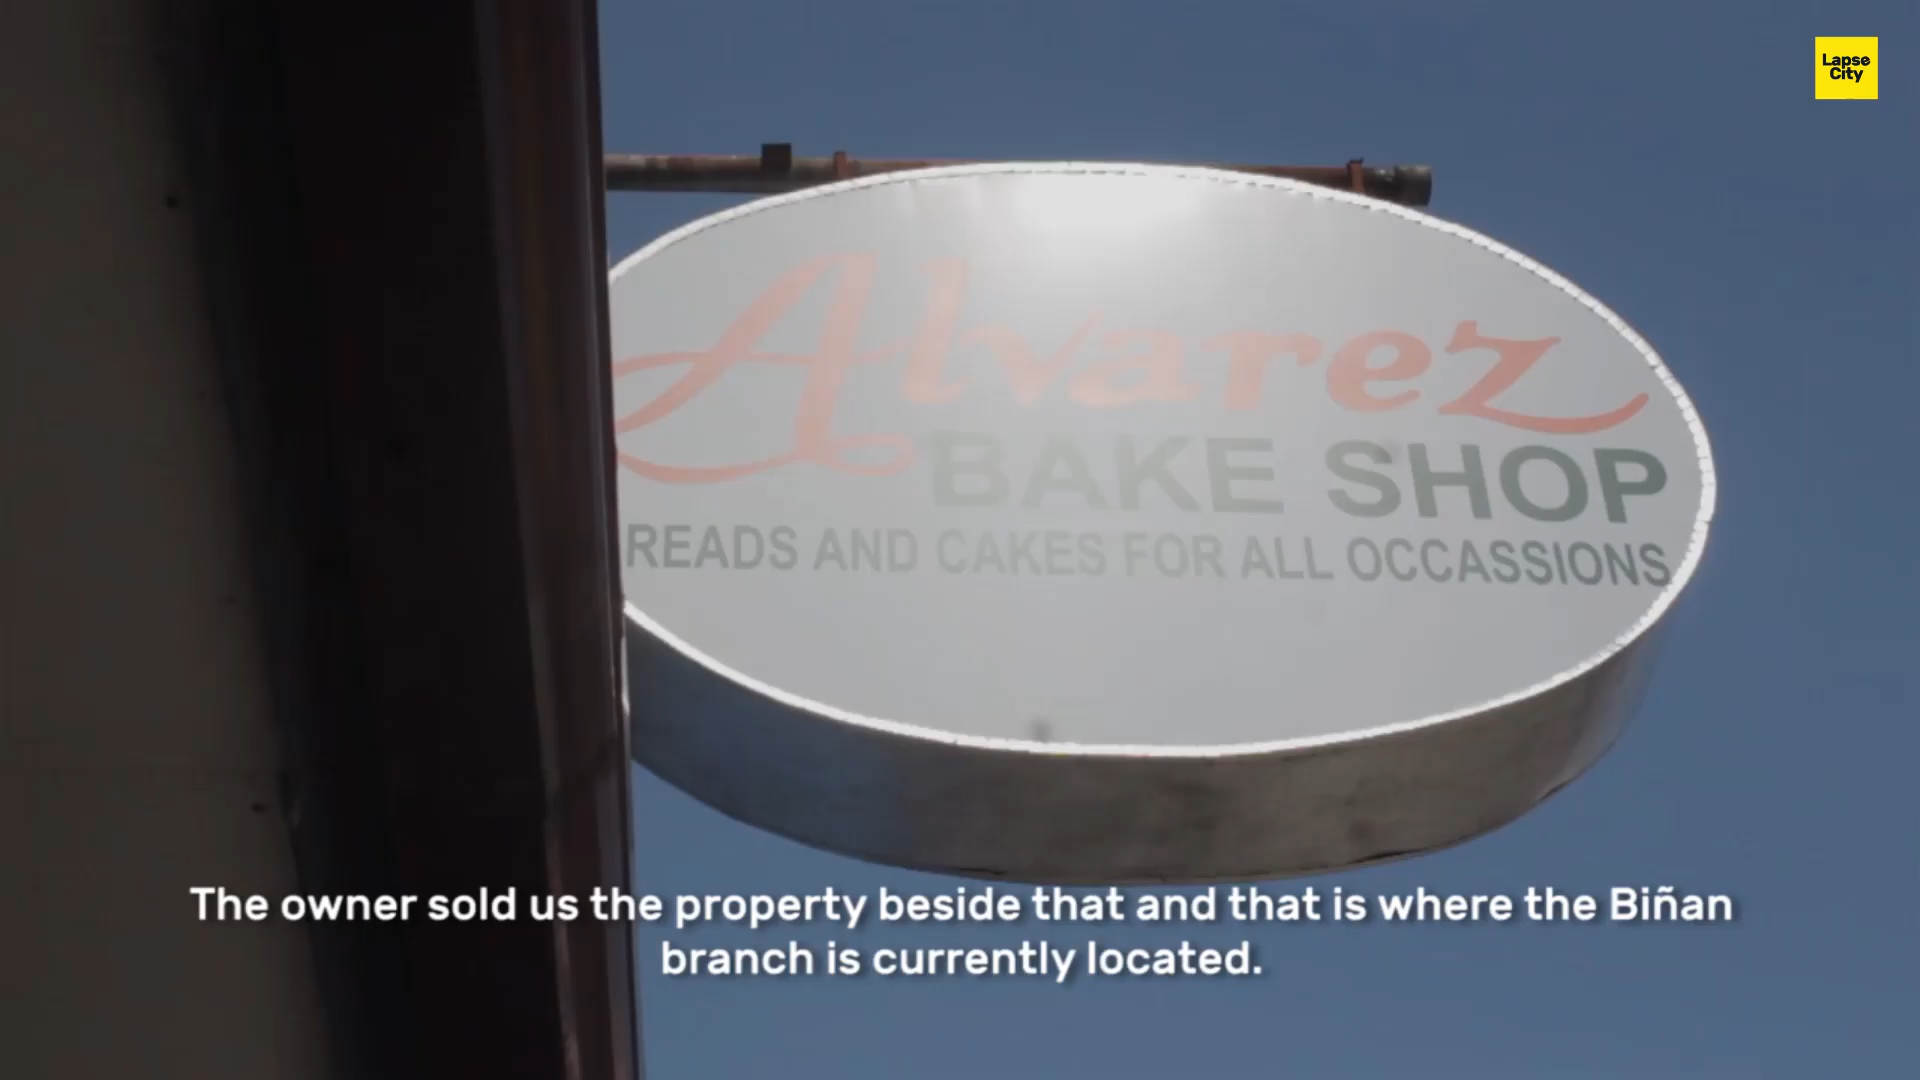 Lapse
City
Alvarez
BAKE SHOP
READS AND CAKES FOR ALL OCCASSIONS
The owner sold us the property beside that and that is where the Biñan
branch is currently located.